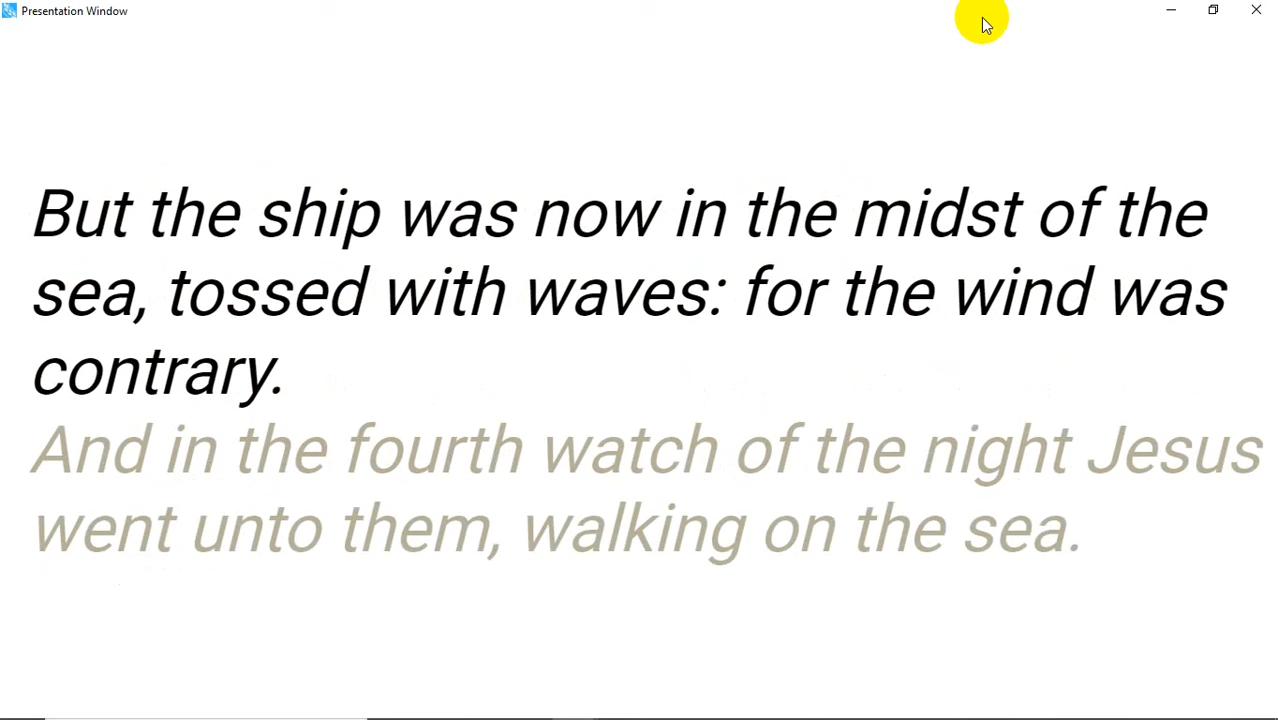 Presentation Window
But the ship was now in the midst of the
sea, tossed with waves: for the wind was
contrary.
And in the fourth watch of the night Jesus
went unto them, walking on the sea.